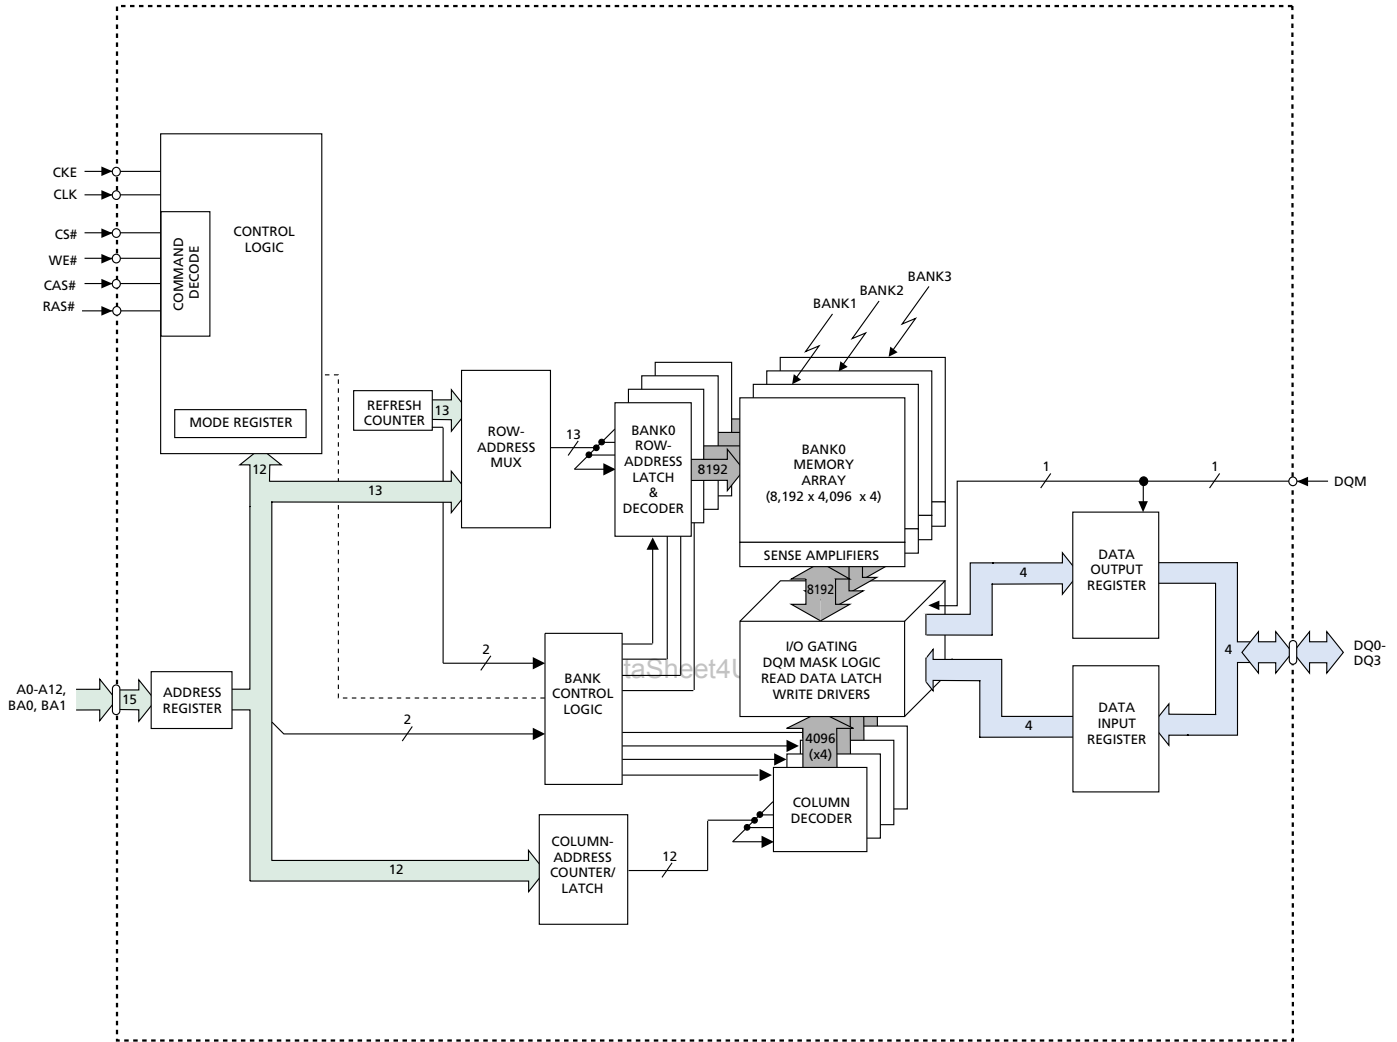 CKE
CLK
CS#
WE#
CAS#
RAS#
COMMAND
DECODE
CONTROL
LOGIC
MODE REGISTER
12
REFRESH
COUNTER
13
13
ROW-
ADDRESS
MUX
13
BANK0
ROW-
ADDRESS
LATCH
&
DECODER
8192
BANK1
BANK2
BANK3
BANK0
MEMORY
ARRAY
(8,192 x 4,096 x 4)
SENSE AMPLIFIERS
8192
I/O GATING
DQM MASK LOGIC
READ DATA LATCH
WRITE DRIVERS
taSheet4U
1
1
DQM
DATA
OUTPUT
REGISTER
4
4
DQ0-
DQ3
DATA
INPUT
REGISTER
4
A0-A12,
BA0, BA1
15
ADDRESS
REGISTER
2
2
BANK
CONTROL
LOGIC
4096
(x4)
COLUMN
DECODER
12
COLUMN-
ADDRESS
COUNTER/
LATCH
12